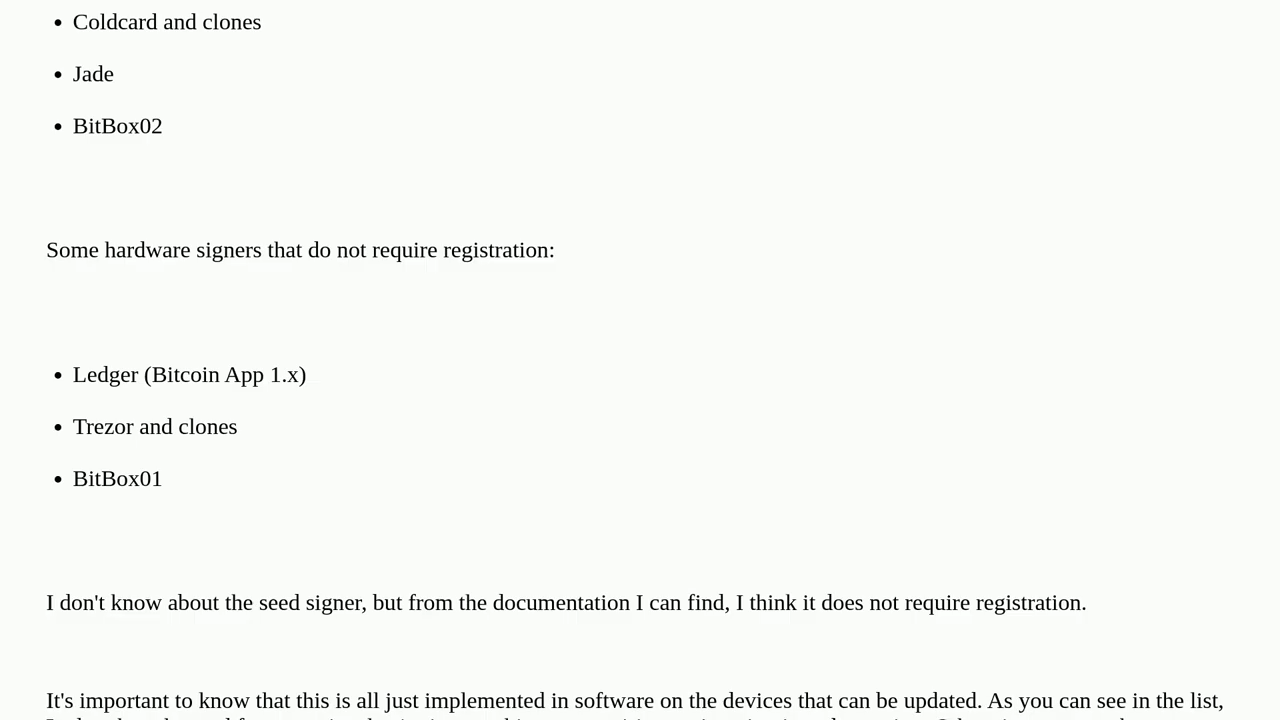 Coldcard and clones
Jade
BitBox02
Some hardware signers that do not require registration:
Ledger (Bitcoin App 1.x)
Trezor and clones
BitBox01
I don't know about the seed signer, but from the documentation I can find, I think it does not require registration.
It's important to know that this is all just implemented in software on the devices that can be updated. As you can see in the list,